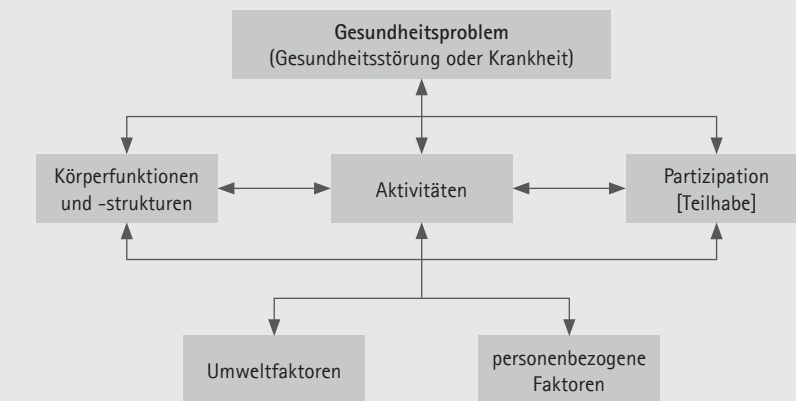 Gesundheitsproblem
(Gesundheitsstörung oder Krankheit)
Körperfunktionen
und -strukturen
Aktivitäten
Partizipation
[Teilhabe]
Umweltfaktoren
personenbezogene
Faktoren